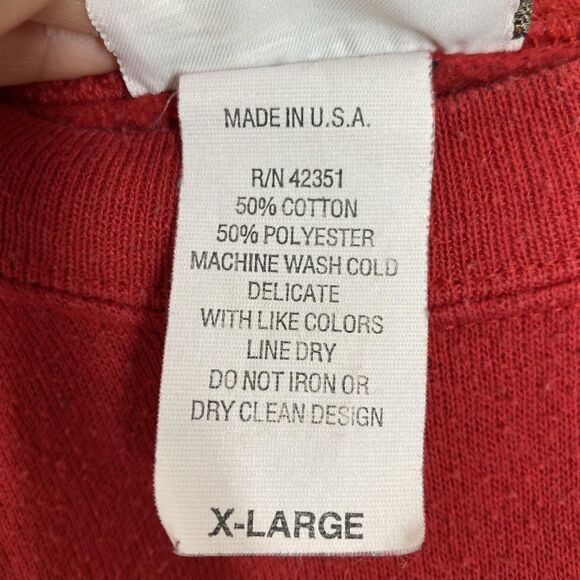 MADE IN U.S.A.
R/N 42351
50% COTTON
50% POLYESTER
MACHINE WASH COLD
DELICATE
WITH LIKE COLORS
LINE DRY
DO NOT IRON OR
DRY CLEAN DESIGN
X-LARGE